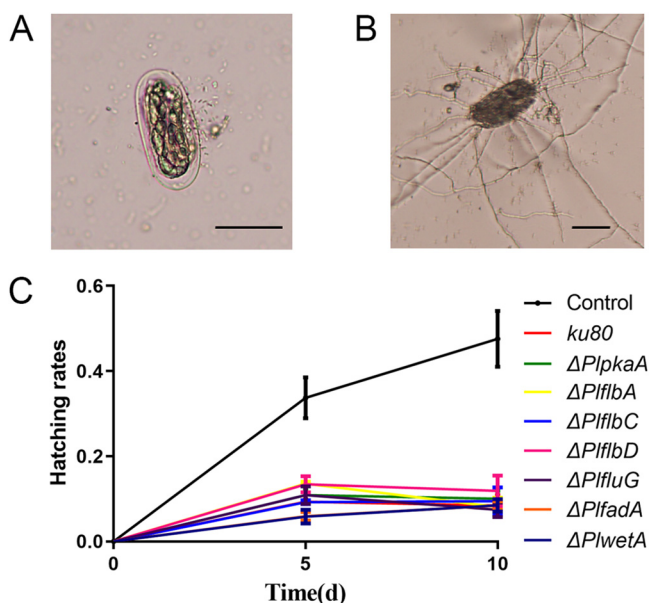 A
B
C
Hatching rates
0.6
0.4
0.2
0.0
0
5
10
Time(d)
Control
ku80
ΔPlpkaA
ΔPlflbA
ΔPlflbC
ΔPlflbD
ΔPlfluG
ΔPlfadA
ΔPlwetA